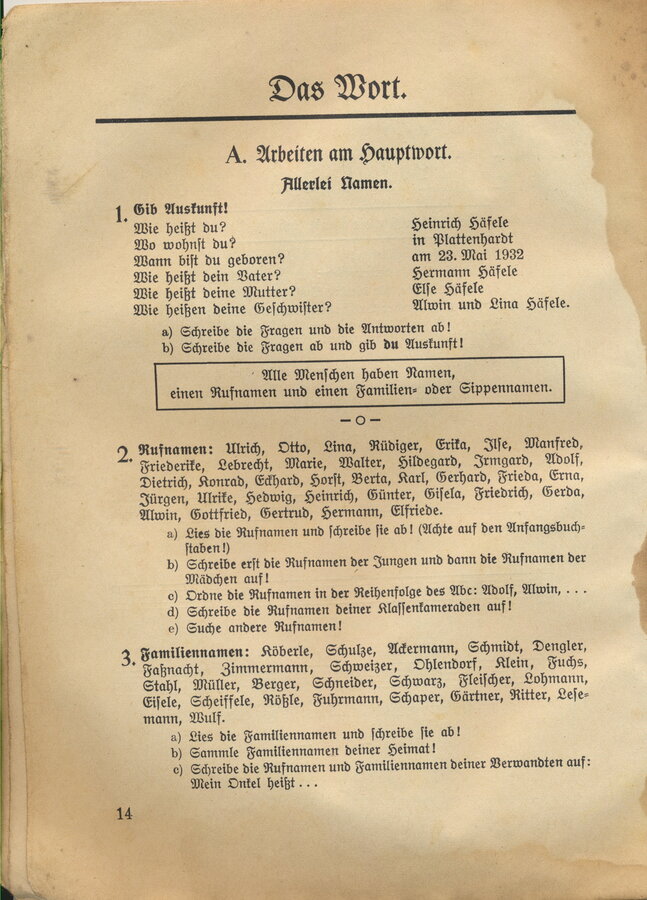 Das Wort.
A. Arbeiten am Hauptwort.
Allerlei Namen.
1. Gib Auskunft!
Wie heißt du? Heinrich Häfele
Wo wohnst du? in Plattenhardt
Wann bist du geboren? am 23. Mai 1932
Wie heißt dein Vater? Hermann Häfele
Wie heißt deine Mutter? Else Häfele
Wie heißen deine Geschwister? Alwin und Lina Häfele.
a) Schreibe die Fragen und die Antworten ab!
b) Schreibe die Fragen ab und gib du Auskunft!
Alle Menschen haben Namen,
einen Rufnamen und einen Familien- oder Sippennamen.
—o—
2. Rufnamen: Ulrich, Otto, Lina, Rüdiger, Erika, Ilse, Manfred,
Friederike, Lebrecht, Marie, Walter, Hildegard, Irmgard, Adolf,
Dietrich, Konrad, Eckhard, Horst, Berta, Karl, Gerhard, Frieda, Erna,
Jürgen, Ulrike, Hedwig, Heinrich, Günter, Gisela, Friedrich, Gerda,
Alwin, Gottfried, Gertrud, Hermann, Elfriede.
a) Lies die Rufnamen und schreibe sie ab! (Achte auf den Anfangsbuch-
staben!)
b) Schreibe erst die Rufnamen der Jungen und dann die Rufnamen der
Mädchen auf!
c) Ordne die Rufnamen in der Reihenfolge des Abc: Adolf, Alwin, . . .
d) Schreibe die Rufnamen deiner Klassenkameraden auf!
e) Suche andere Rufnamen!
3. Familiennamen: Köberle, Schulze, Ackermann, Schmidt, Dengler,
Faßnacht, Zimmermann, Schweizer, Ohlendorf, Klein, Fuchs,
Stahl, Müller, Berger, Schneider, Schwarz, Fleischer, Lohmann,
Eisele, Scheiffele, Rößle, Fuhrmann, Schaper, Gärtner, Ritter, Lese-
mann, Wulf.
a) Lies die Familiennamen und schreibe sie ab!
b) Sammle Familiennamen deiner Heimat!
c) Schreibe die Rufnamen und Familiennamen deiner Verwandten auf:
Mein Onkel heißt . . .
14